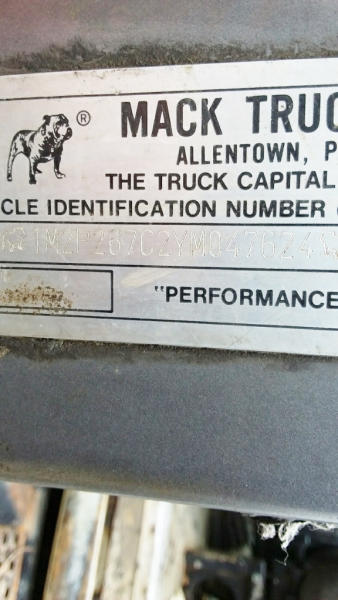 ®
MACK TRUC
ALLENTOWN, P
THE TRUCK CAPITAL
CLE IDENTIFICATION NUMBER
"PERFORMANCE